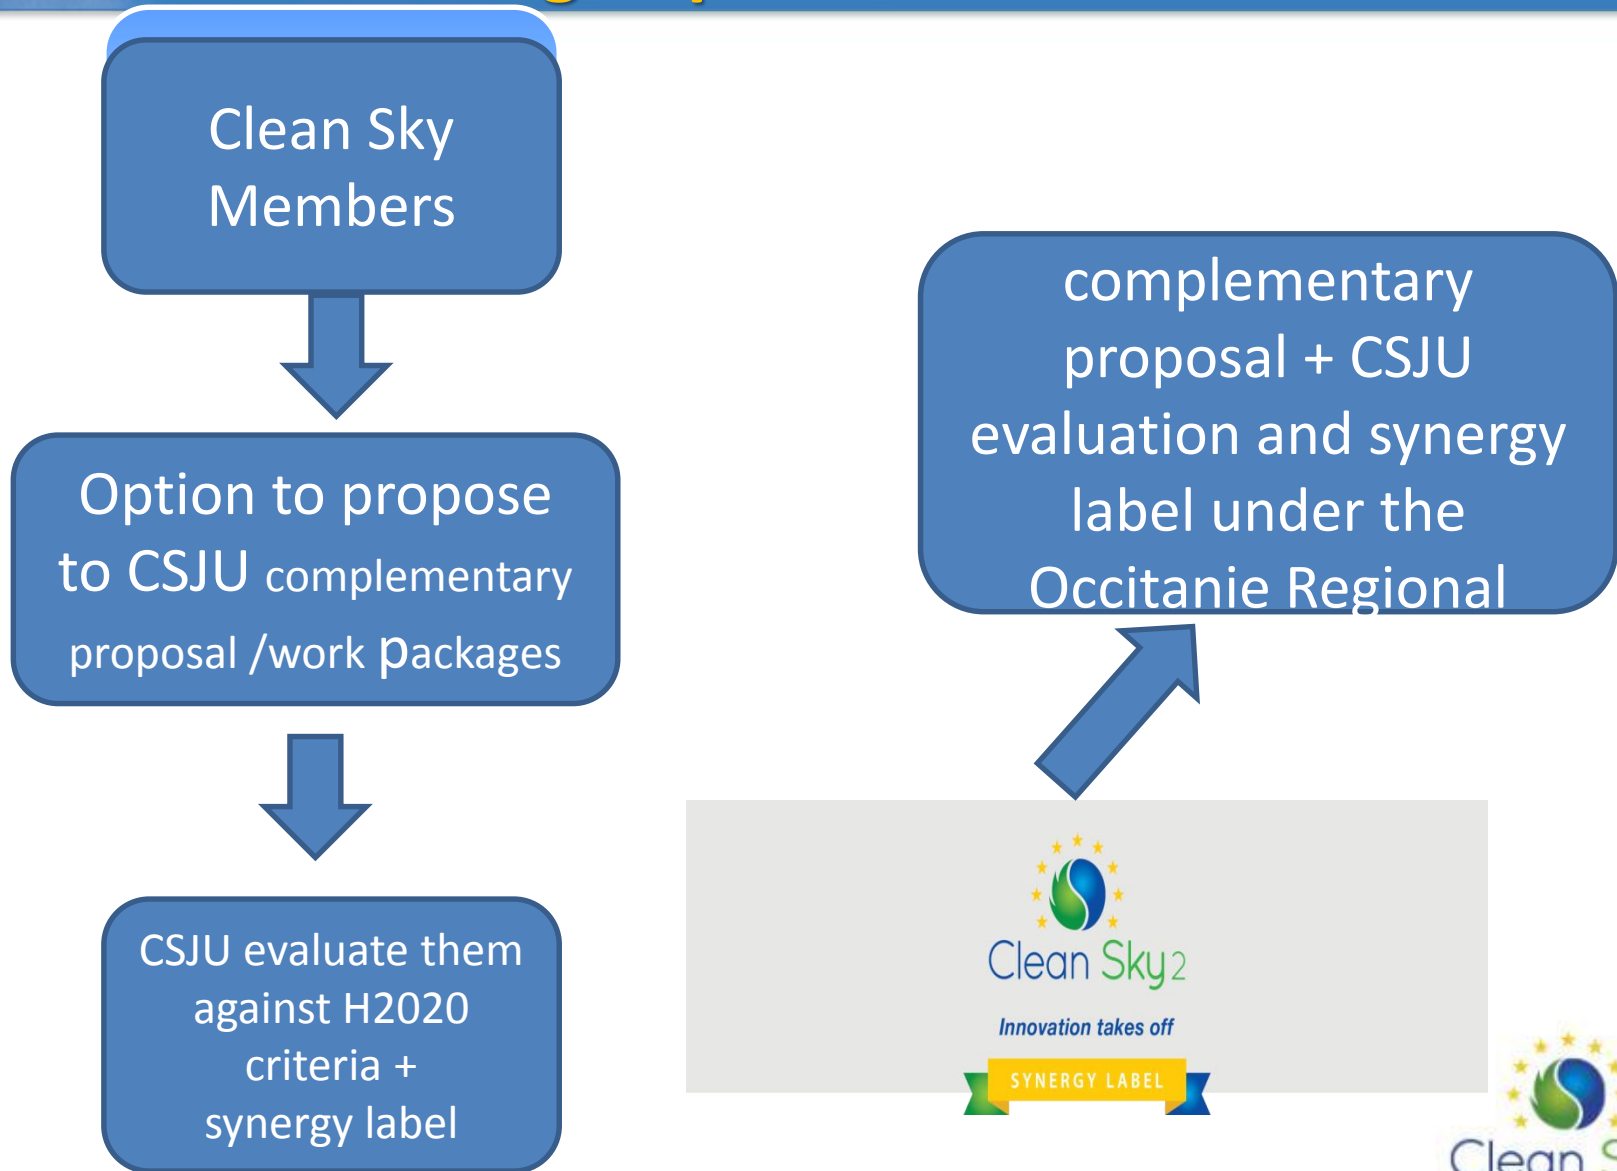 Clean Sky
Members
Option to propose
to CSJU complementary
proposal /work packages
CSJU evaluate them
against H2020
criteria +
synergy label
complementary
proposal + CSJU
evaluation and synergy
label under the
Occitanie Regional
Clean Sky2
Innovation takes off
SYNERGY LABEL
Clean S